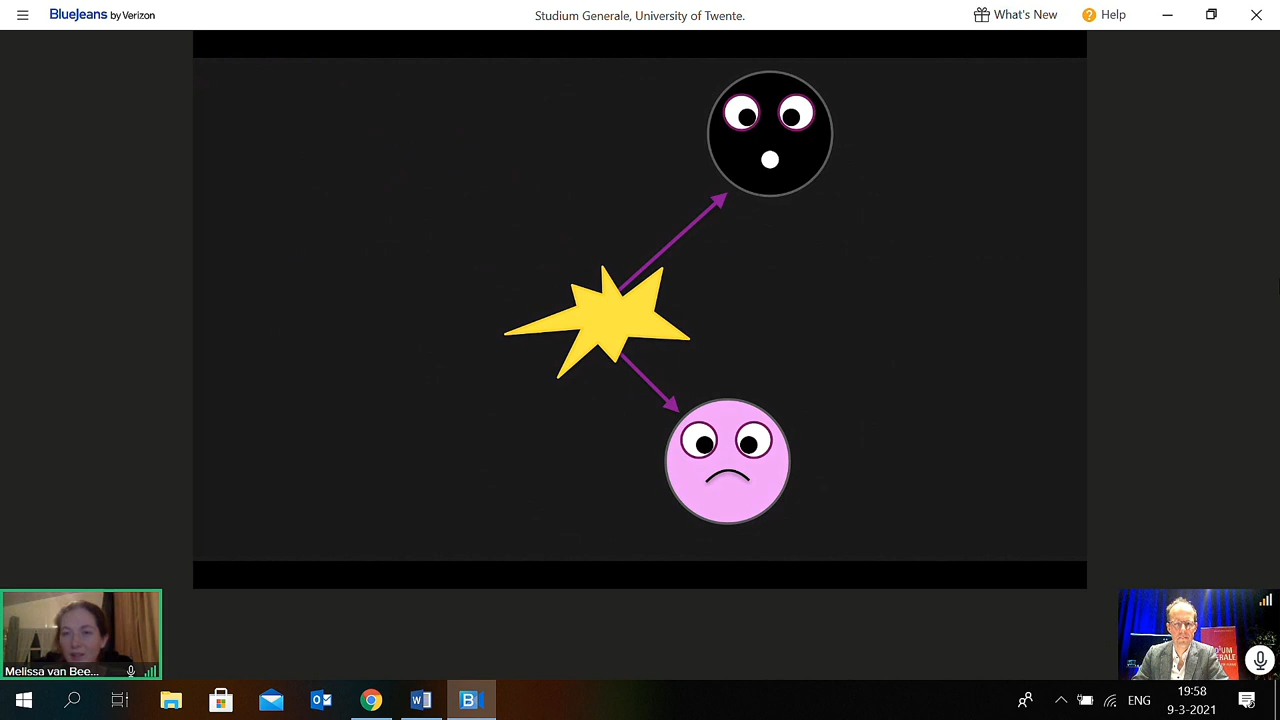 BlueJeans by Verizon
Studium Generale, University of Twente.
What's New
Help
Melissa van Bee...
ENG
19:58
9-3-2021